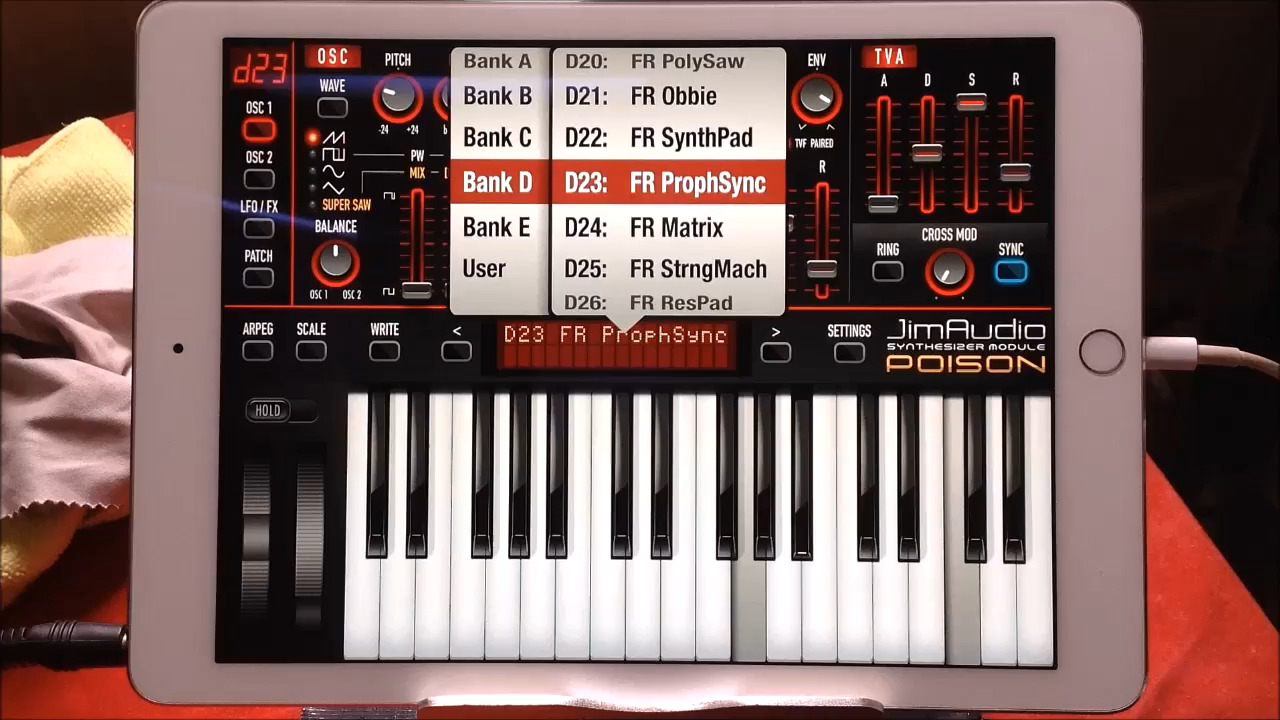 d23
OSC
PITCH
-24
+24
WAVE
OSC 1
OSC 2
LFO / FX
PATCH
PW
MIX
SUPER SAW
BALANCE
OSC 1 OSC 2
Bank A
Bank B
Bank C
Bank D
Bank E
User
D20: FR PolySaw
D21: FR Obbie
D22: FR SynthPad
D23: FR ProphSync
D24: FR Matrix
D25: FR StrngMach
D26: FR ResPad
ENV
TVF PAIRED
R
TVA
A D S R
CROSS MOD
RING
SYNC
ARPEG
SCALE
WRITE
<
D23 FR ProphSync
>
SETTINGS
JimAudio
SYNTHESIZER MODULE
POISON
HOLD